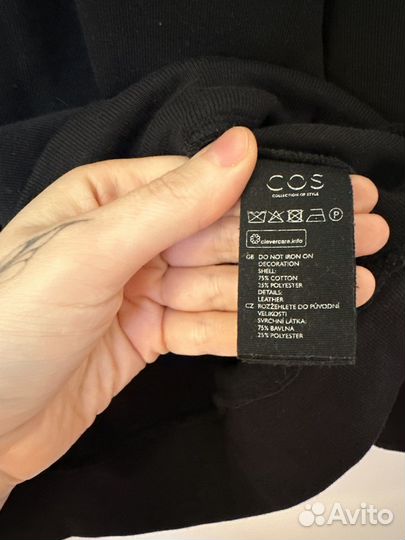 COS
COLLECTION OF STYLE
P
clevercare.info
GB DO NOT IRON ON
DECORATION
SHELL:
75% COTTON
25% POLYESTER
DETAILS:
LEATHER
CZ ROZŽEHLETE DO PŮVODNÍ
VELIKOSTI
SVRCHNÍ LÁTKA:
75% BAVLNA
25% POLYESTER
Avito